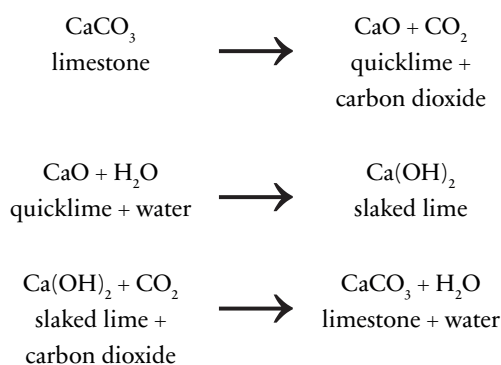 CaCO₃ ⟶ CaO + CO₂
limestone quicklime +
carbon dioxide
CaO + H₂O ⟶ Ca(OH)₂
quicklime + water slaked lime
Ca(OH)₂ + CO₂ ⟶ CaCO₃ + H₂O
slaked lime + limestone + water
carbon dioxide